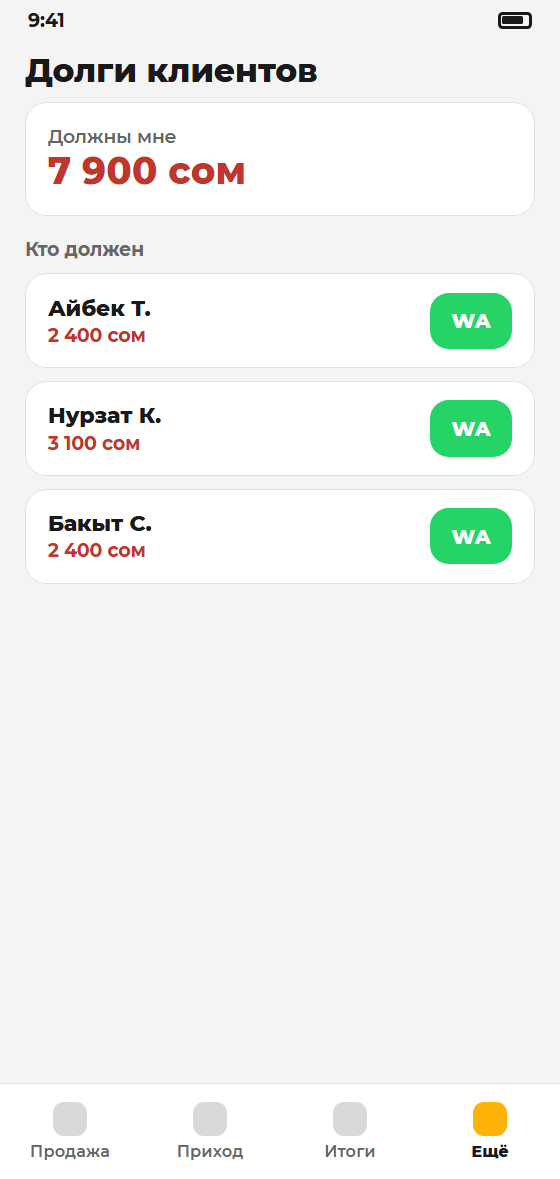 9:41
Долги клиентов
Должны мне
7 900 сом
Кто должен
Айбек Т.
2 400 сом
WA
Нурзат К.
3 100 сом
WA
Бакыт С.
2 400 сом
WA
Продажа
Приход
Итоги
Ещё